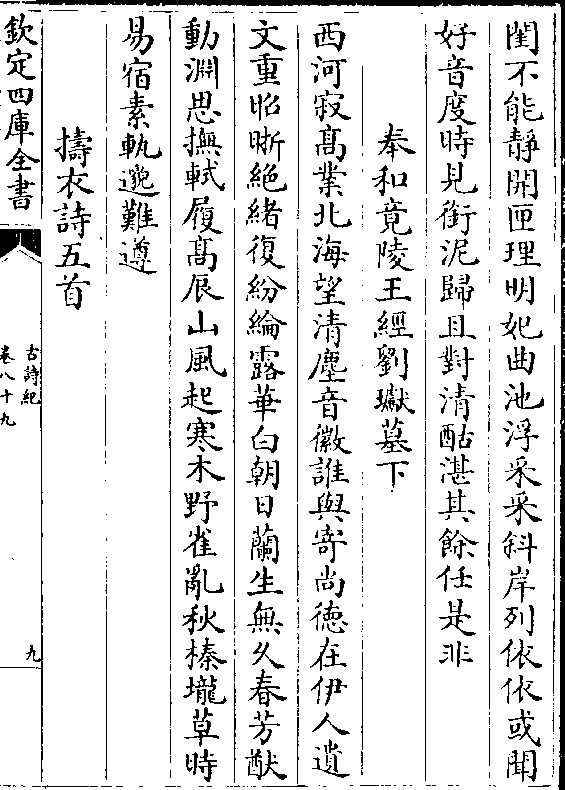 閨不能靜開匣理明妃曲池浮采采斜岸列依依或聞
好音度時見銜泥歸且對清酤湛其餘任是非
奉和竟陵王經劉瓛墓下
西河寂高業北海望清塵音徽誰與寄尚徳在伊人遺
文重昭晣絶緒復紛綸露華白朝日蘭生無久春芳猷
動淵思撫軾履髙扆山風起寒木野雀亂秋榛壠草時
易宿素軌邈難遵
擣衣詩五首
欽定四庫全書
古詩紀
卷八十九
九